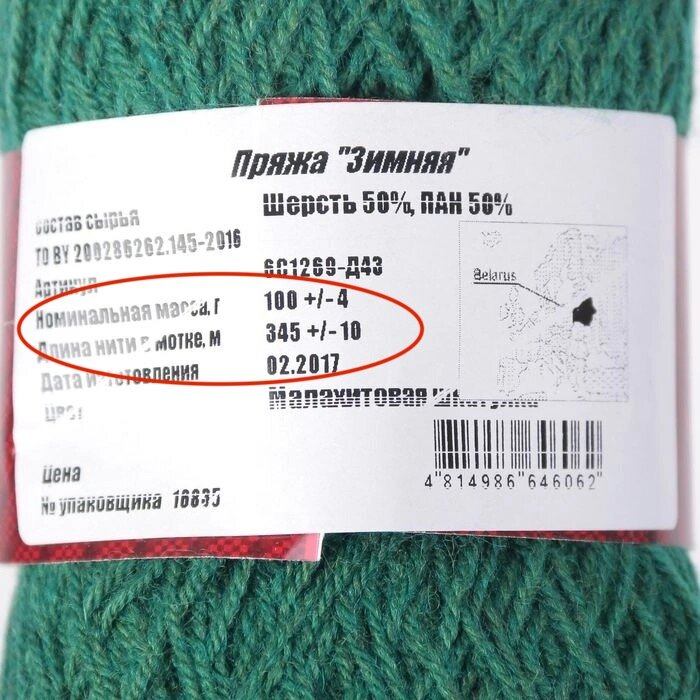 Пряжа "Зимняя"
Состав сырья Шерсть 50%, ПАН 50%
ТО BY 200286262.145-2016
Артикул 6С1269-Д43
Номинальная масса, г 100 +/-4
Длина нити в мотке, м 345 +/-10
Дата изготовления 02.2017
Цвет Малахитовая шкатулка
Belarus
4 814986 646062
Цена
№ упаковщика 16835